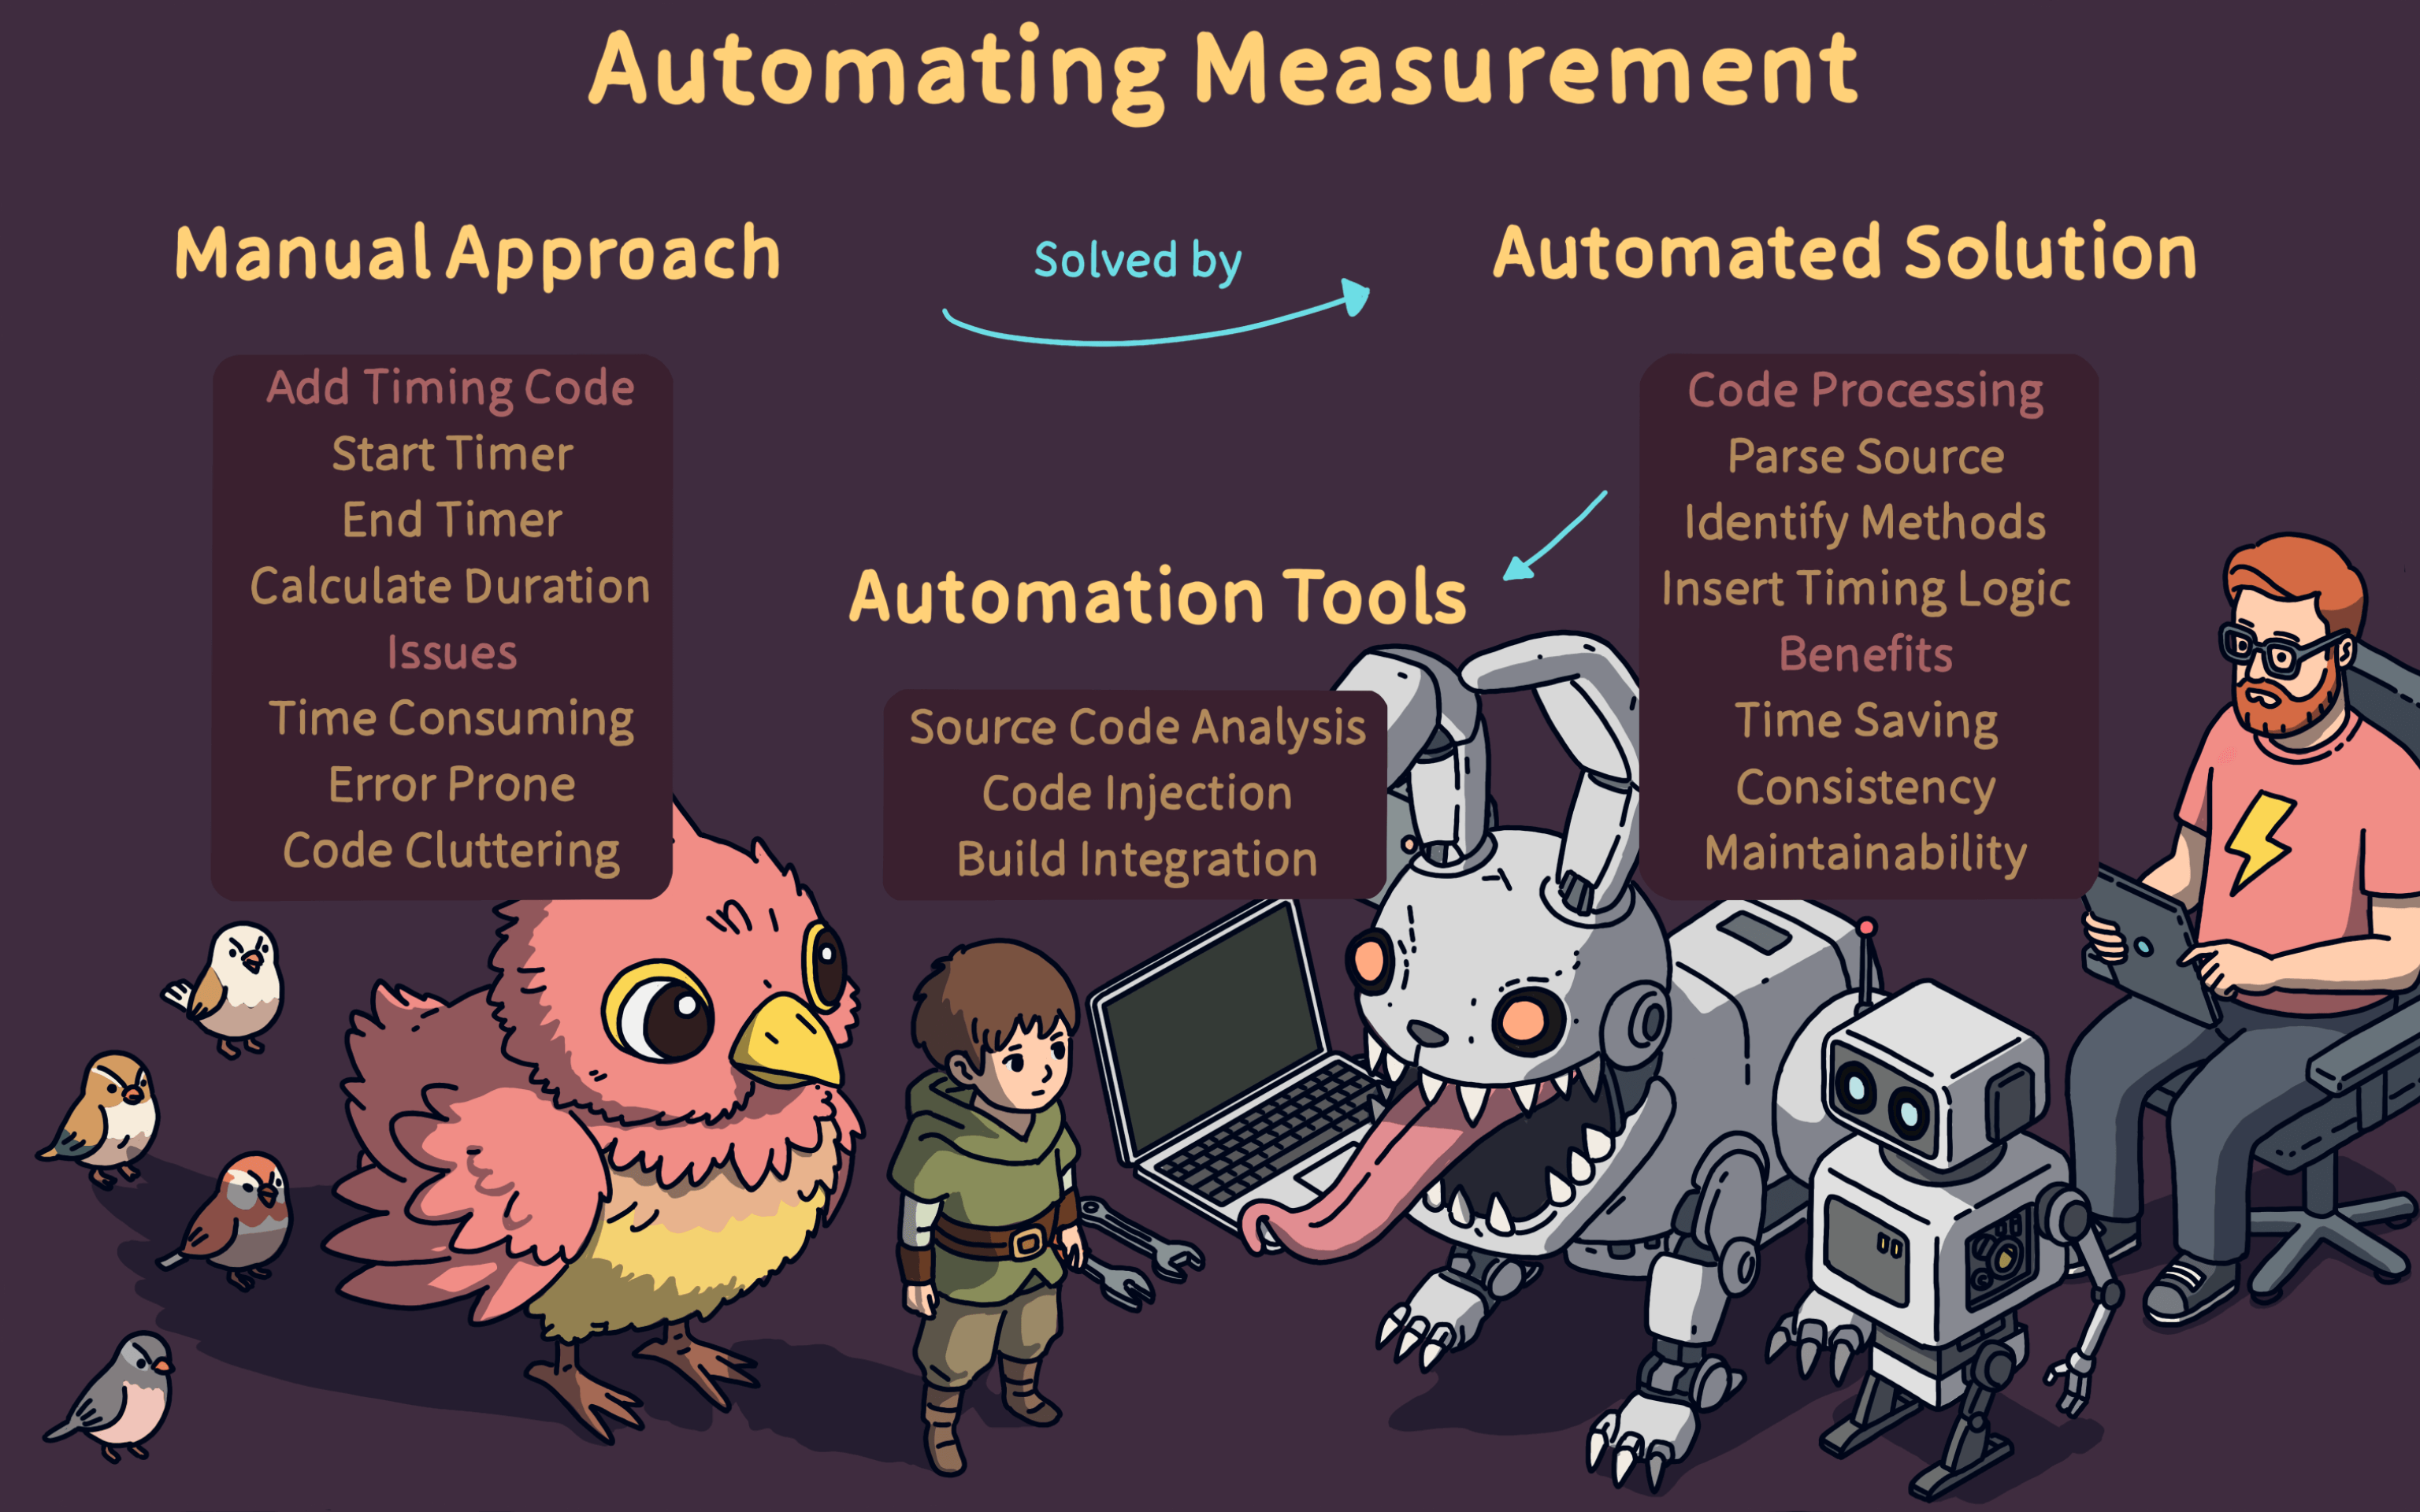 Automating Measurement
Manual Approach
Solved by
Automated Solution
Add Timing Code
Start Timer
End Timer
Calculate Duration
Issues
Time Consuming
Error Prone
Code Cluttering
Automation Tools
Source Code Analysis
Code Injection
Build Integration
Code Processing
Parse Source
Identify Methods
Insert Timing Logic
Benefits
Time Saving
Consistency
Maintainability